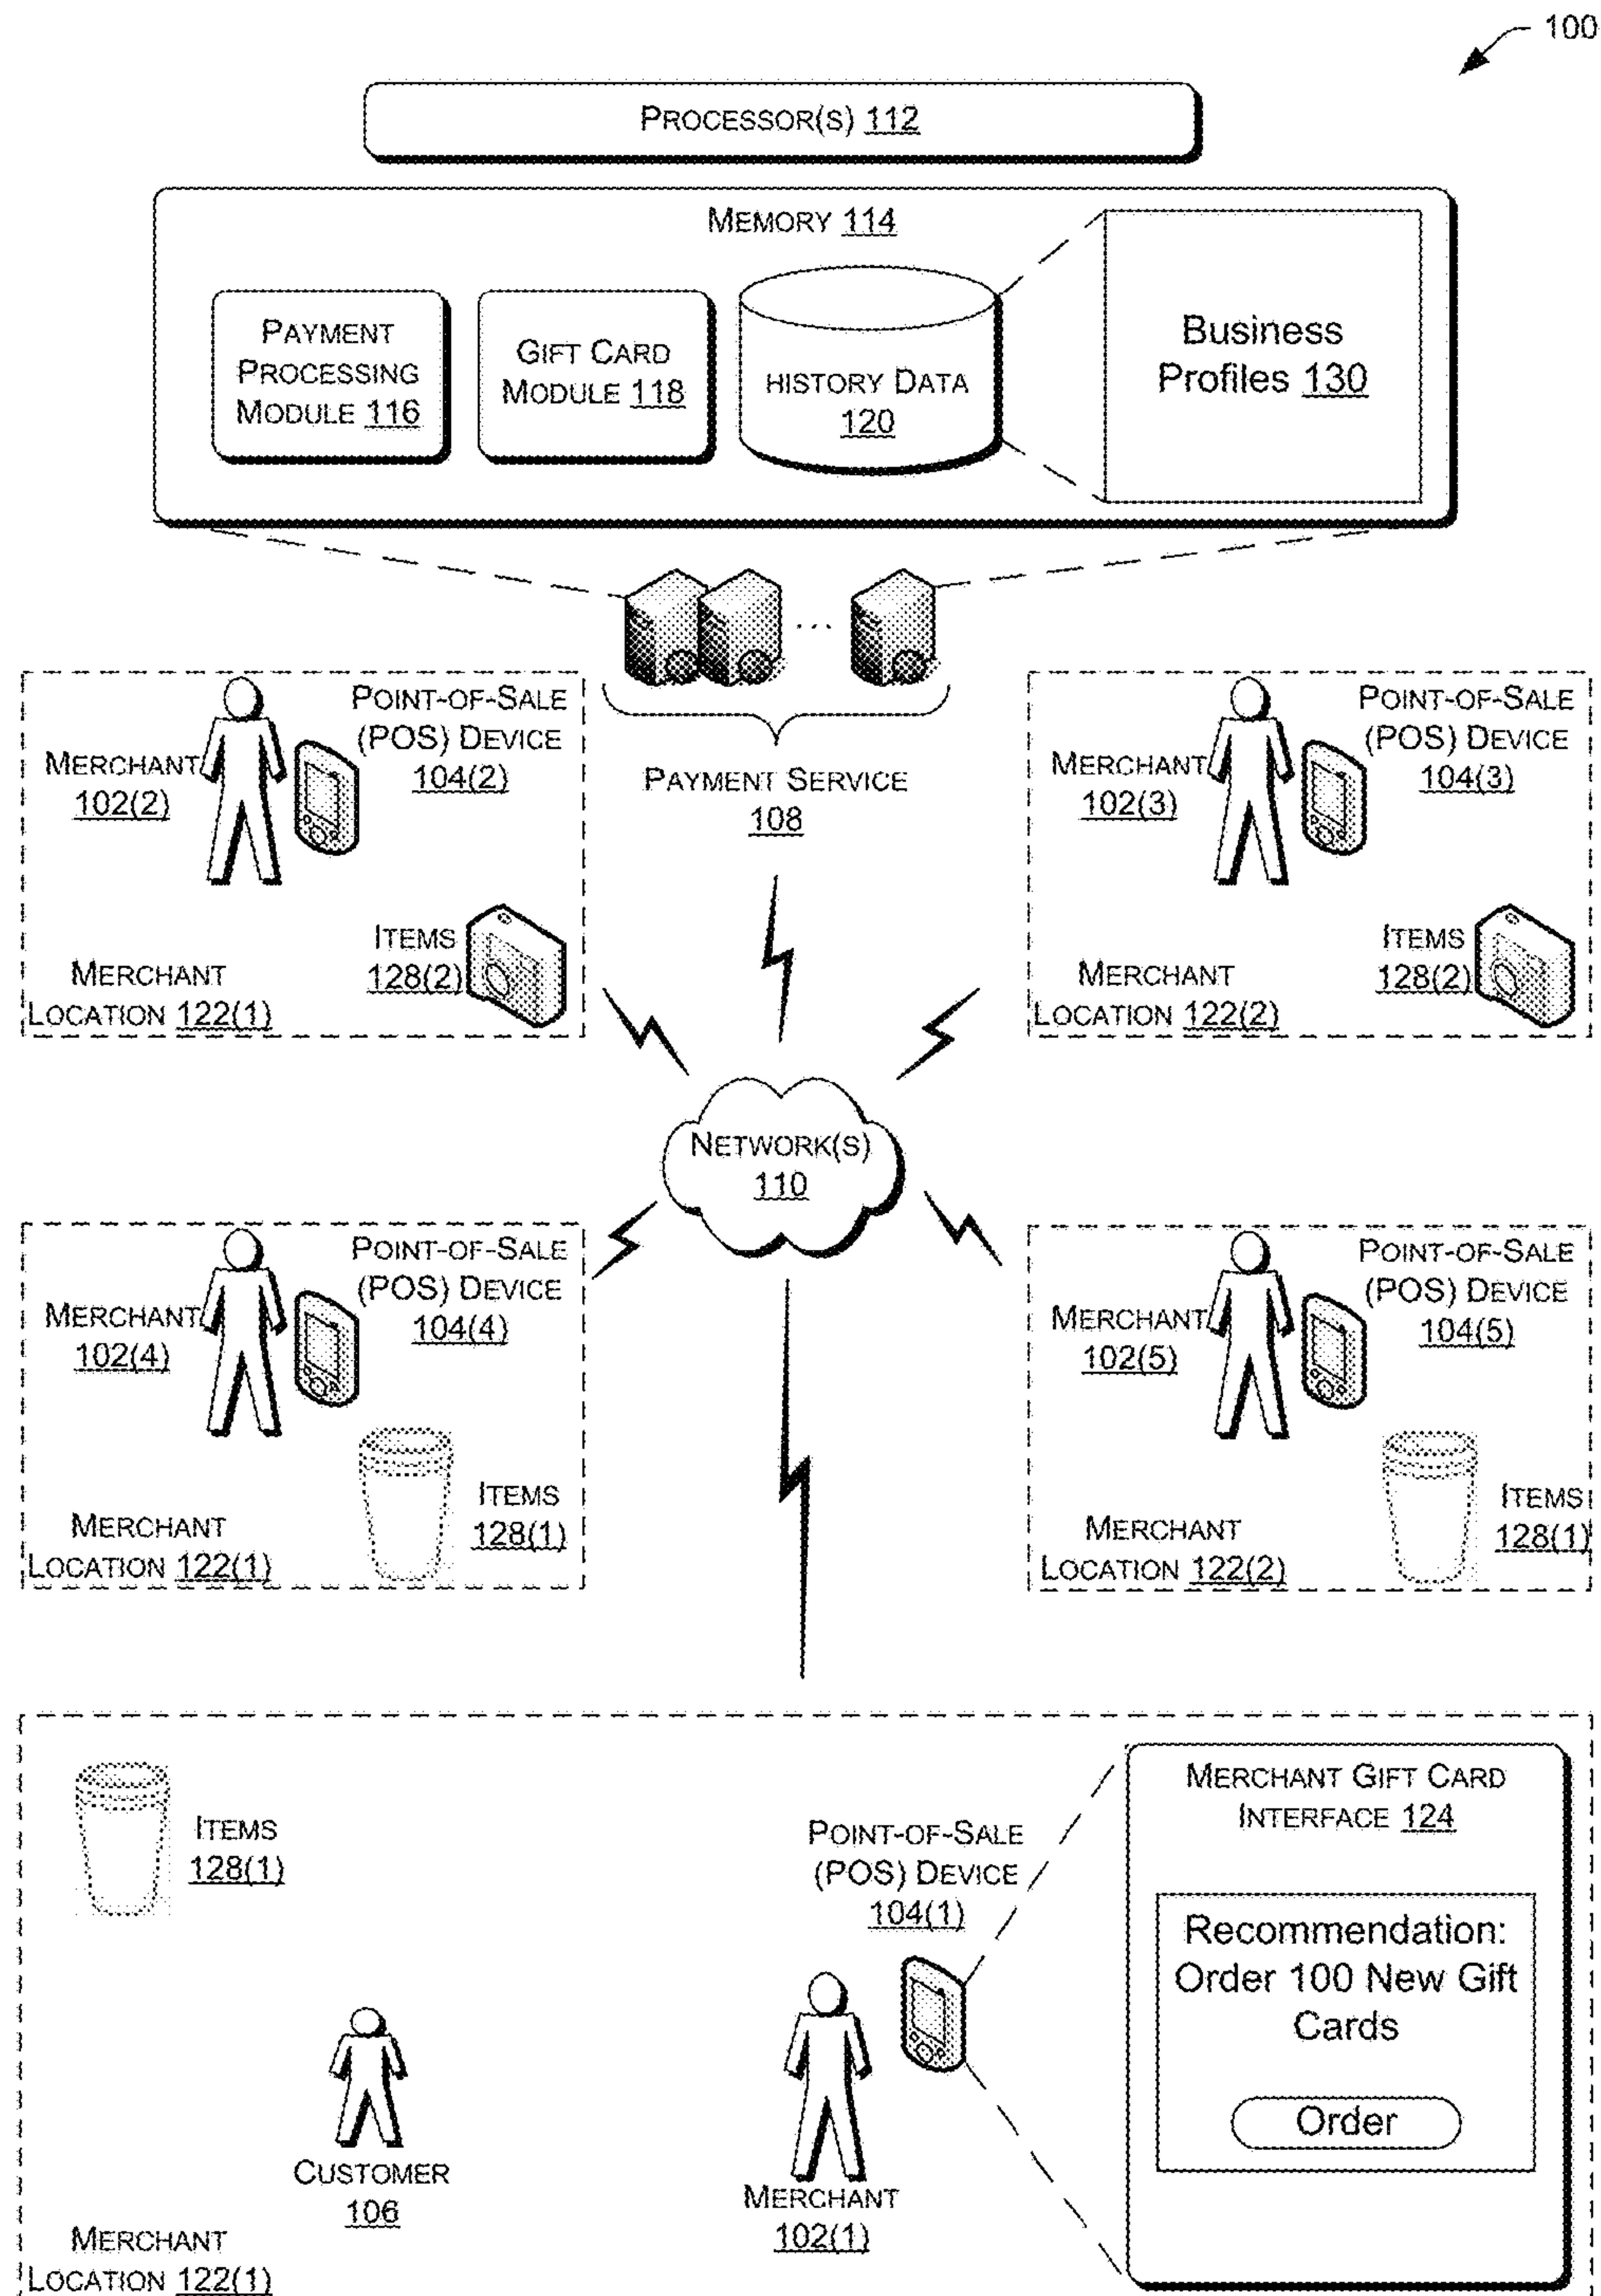 100
PROCESSOR(S) 112
MEMORY 114
PAYMENT
PROCESSING
MODULE 116
GIFT CARD
MODULE 118
HISTORY DATA
120
Business
Profiles 130
...
MERCHANT
102(2)
POINT-OF-SALE
(POS) DEVICE
104(2)
ITEMS
128(2)
MERCHANT
LOCATION 122(1)
PAYMENT SERVICE
108
MERCHANT
102(3)
POINT-OF-SALE
(POS) DEVICE
104(3)
ITEMS
128(2)
MERCHANT
LOCATION 122(2)
NETWORK(S)
110
MERCHANT
102(4)
POINT-OF-SALE
(POS) DEVICE
104(4)
ITEMS
128(1)
MERCHANT
LOCATION 122(1)
MERCHANT
102(5)
POINT-OF-SALE
(POS) DEVICE
104(5)
ITEMS
128(1)
MERCHANT
LOCATION 122(2)
ITEMS
128(1)
POINT-OF-SALE
(POS) DEVICE
104(1)
MERCHANT GIFT CARD
INTERFACE 124
Recommendation:
Order 100 New Gift
Cards
Order
CUSTOMER
106
MERCHANT
102(1)
MERCHANT
LOCATION 122(1)